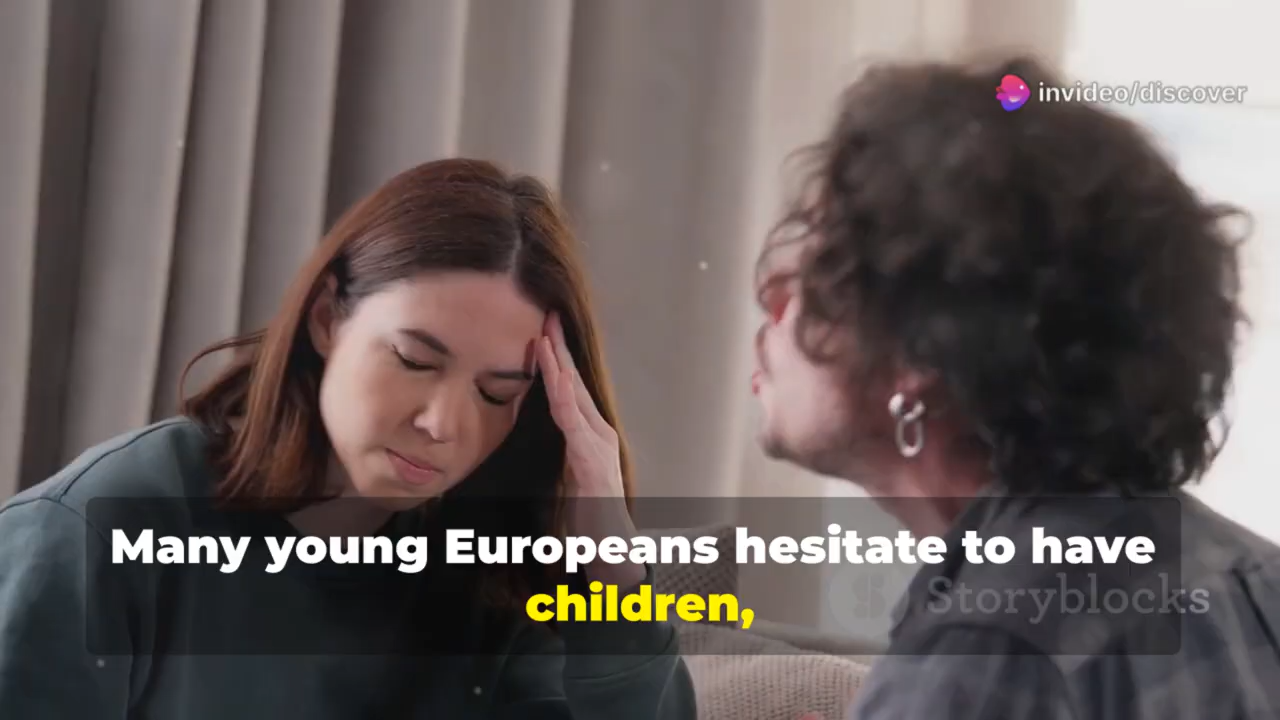 invideo/discover
Many young Europeans hesitate to have
children,
Storyblocks